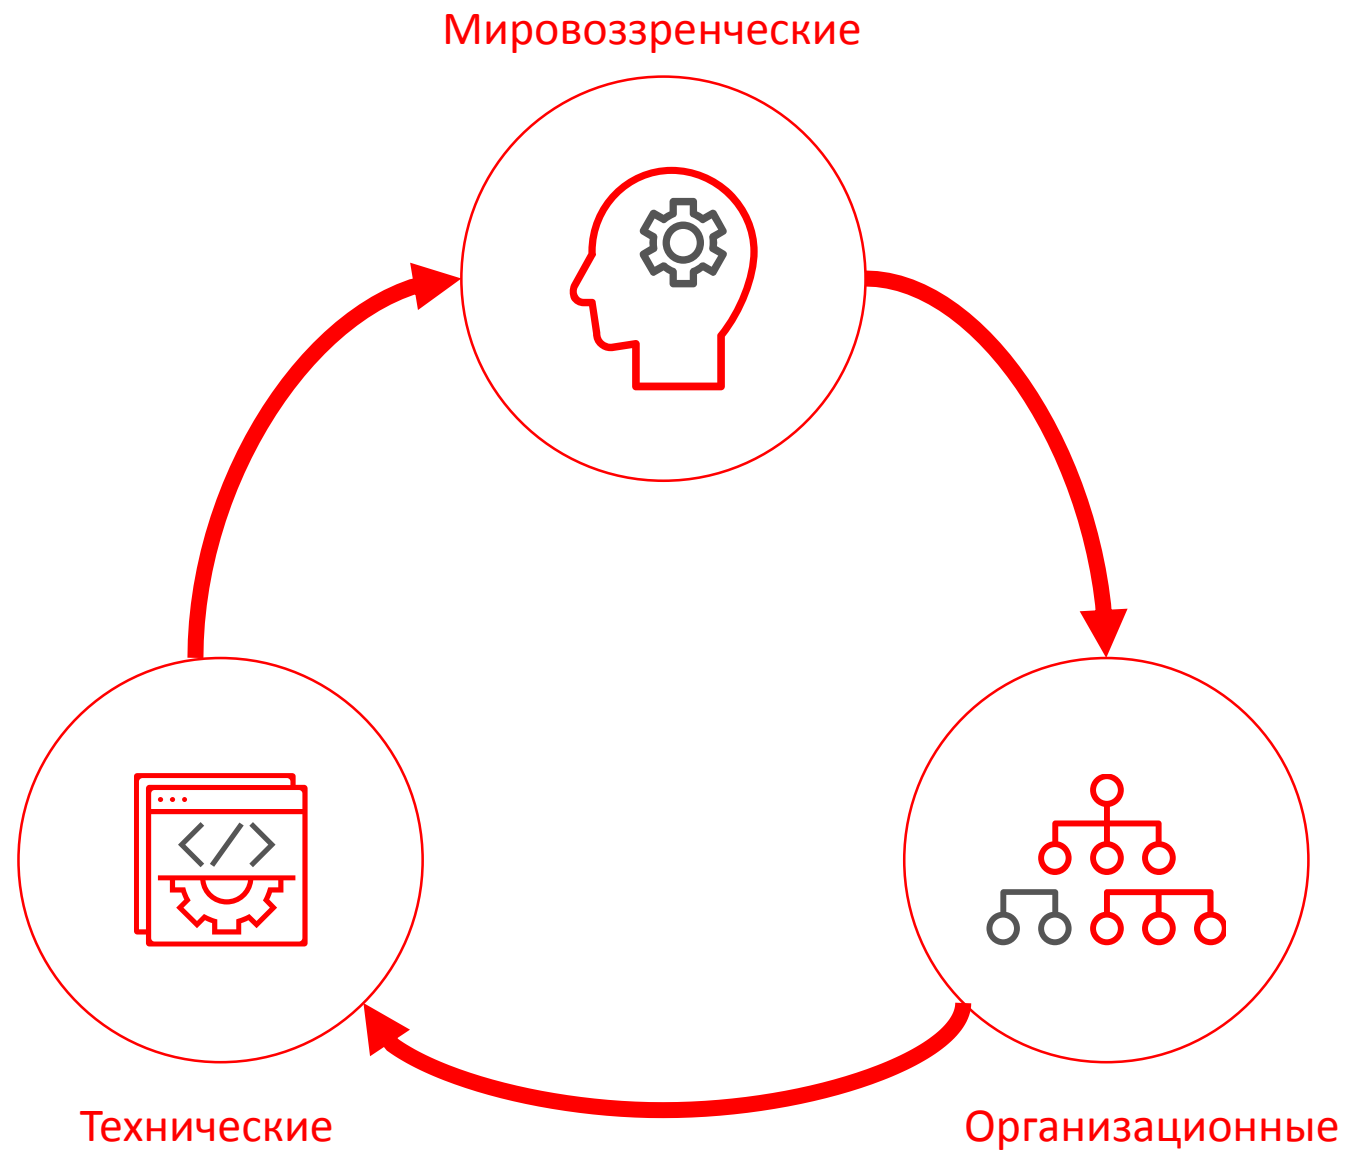 Мировоззренческие
Технические
Организационные